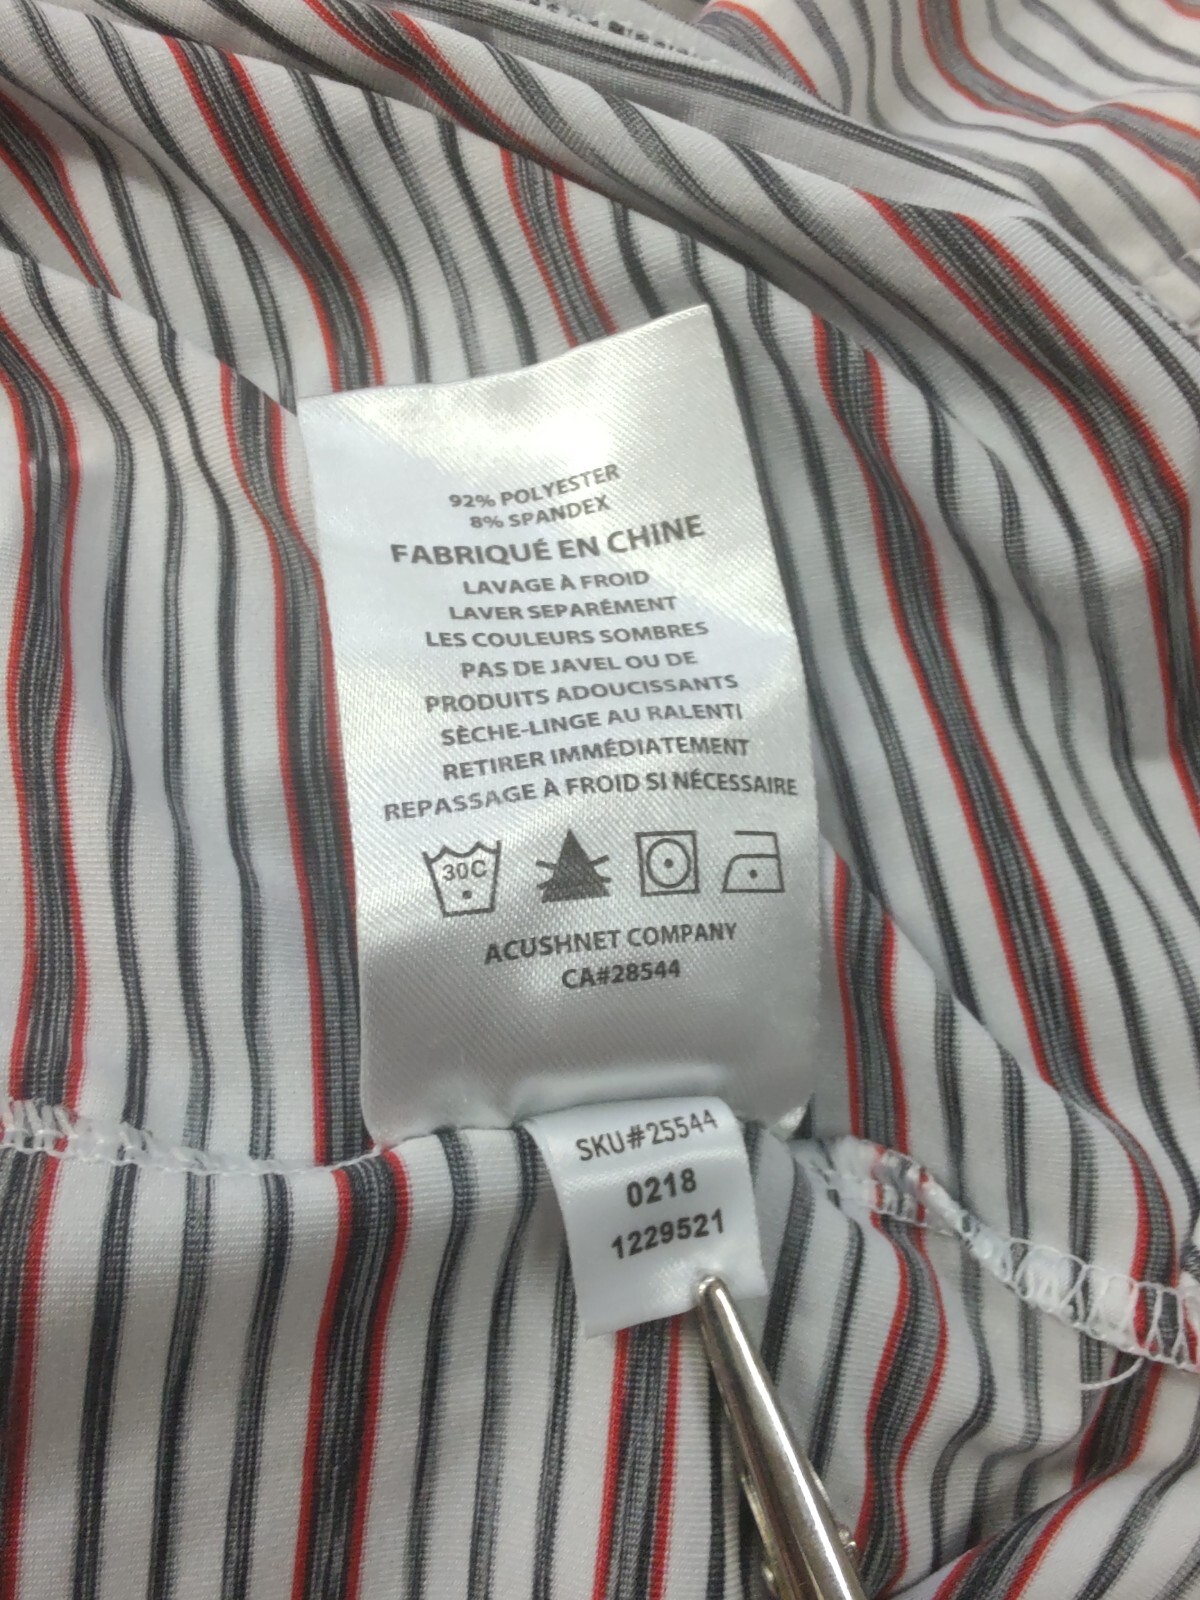 92% POLYESTER
8% SPANDEX
FABRIQUÉ EN CHINE
LAVAGE À FROID
LAVER SEPARÉMENT
LES COULEURS SOMBRES
PAS DE JAVEL OU DE
PRODUITS ADOUCISSANTS
SÈCHE-LINGE AU RALENTI
RETIRER IMMÉDIATEMENT
REPASSAGE À FROID SI NÉCESSAIRE
30C
ACUSHNET COMPANY
CA#28544
SKU#25544
0218
1229521